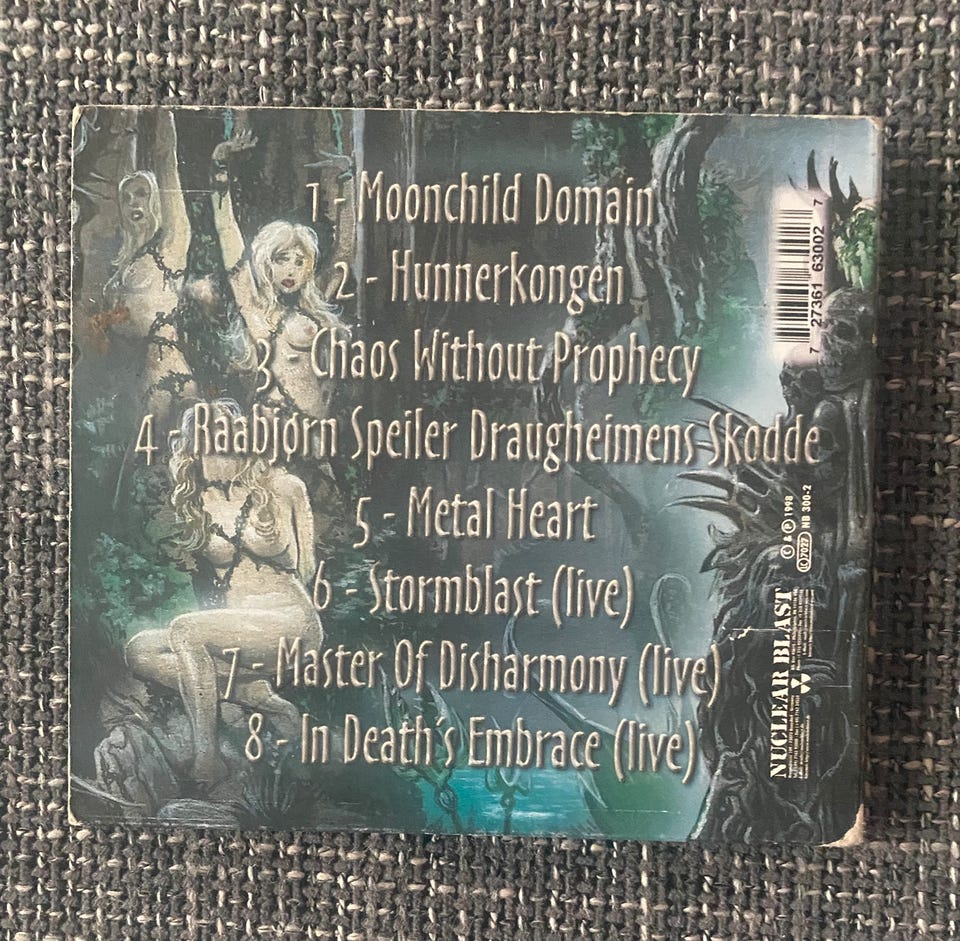 1 - Moonchild Domain
2 - Hunnerkongen
3 - Chaos Without Prophecy
4 - Raabjørn Speiler Draugheimens Skodde
5 - Metal Heart
6 - Stormblast (live)
7 - Master Of Disharmony (live)
8 - In Death´s Embrace (live)
7 27361 63002 7
© & ℗ 1998
LC 7027 NB 300-2
NUCLEAR BLAST